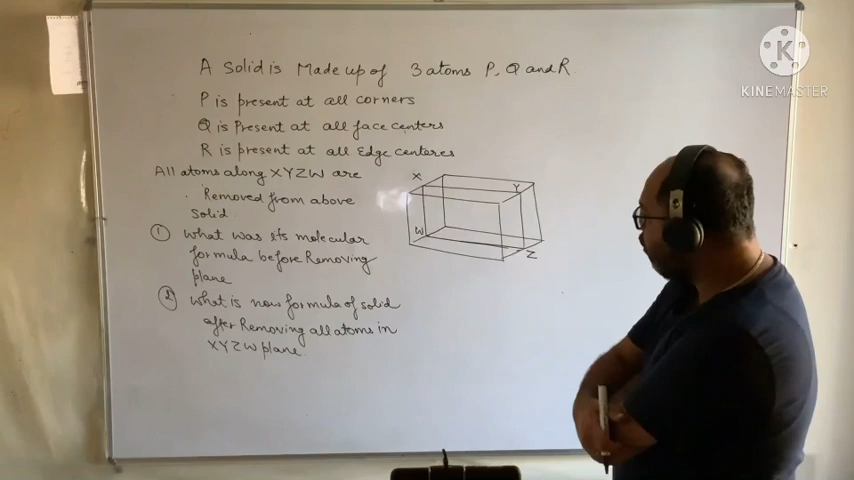 A Solid is Made up of 3 atoms P, Q and R
P is present at all corners
Q is Present at all face centers
R is present at all Edge centeres
All atoms along XYZW are
Removed from above
Solid
① What was its molecular
formula before Removing
plane
② What is now formula of solid
after Removing all atoms in
XYZW plane.
X
Y
W
Z
K
KINEMASTER